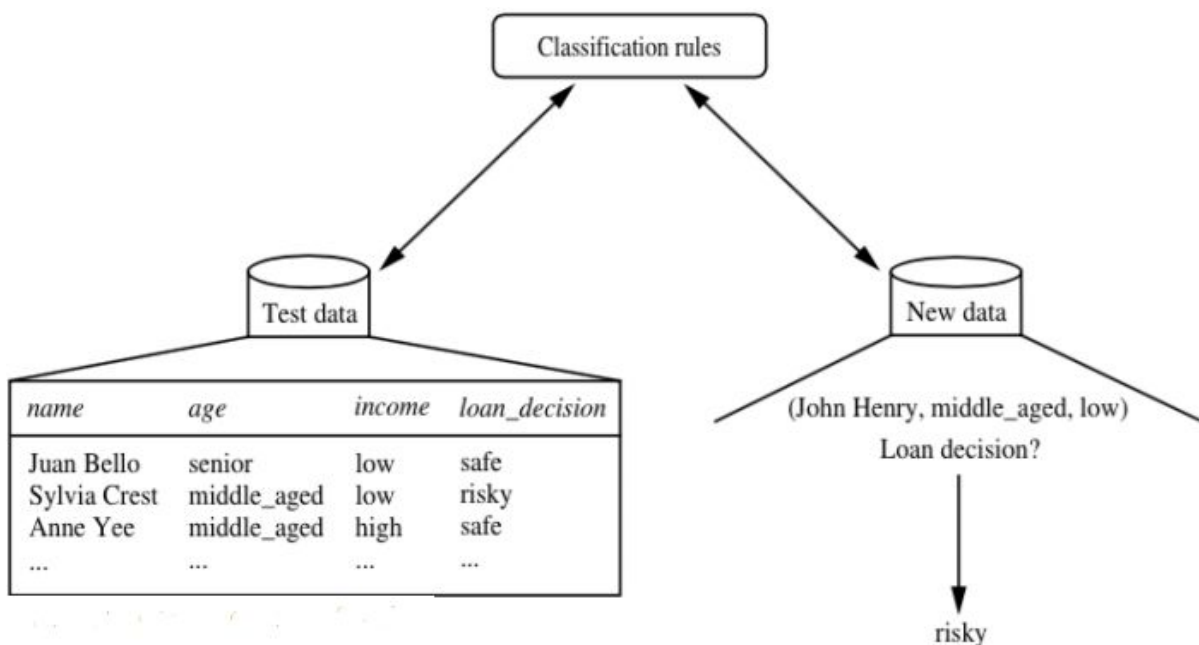 Classification rules
Test data
name age income loan_decision
Juan Bello senior low safe
Sylvia Crest middle_aged low risky
Anne Yee middle_aged high safe
... ... ... ...
New data
(John Henry, middle_aged, low)
Loan decision?
risky